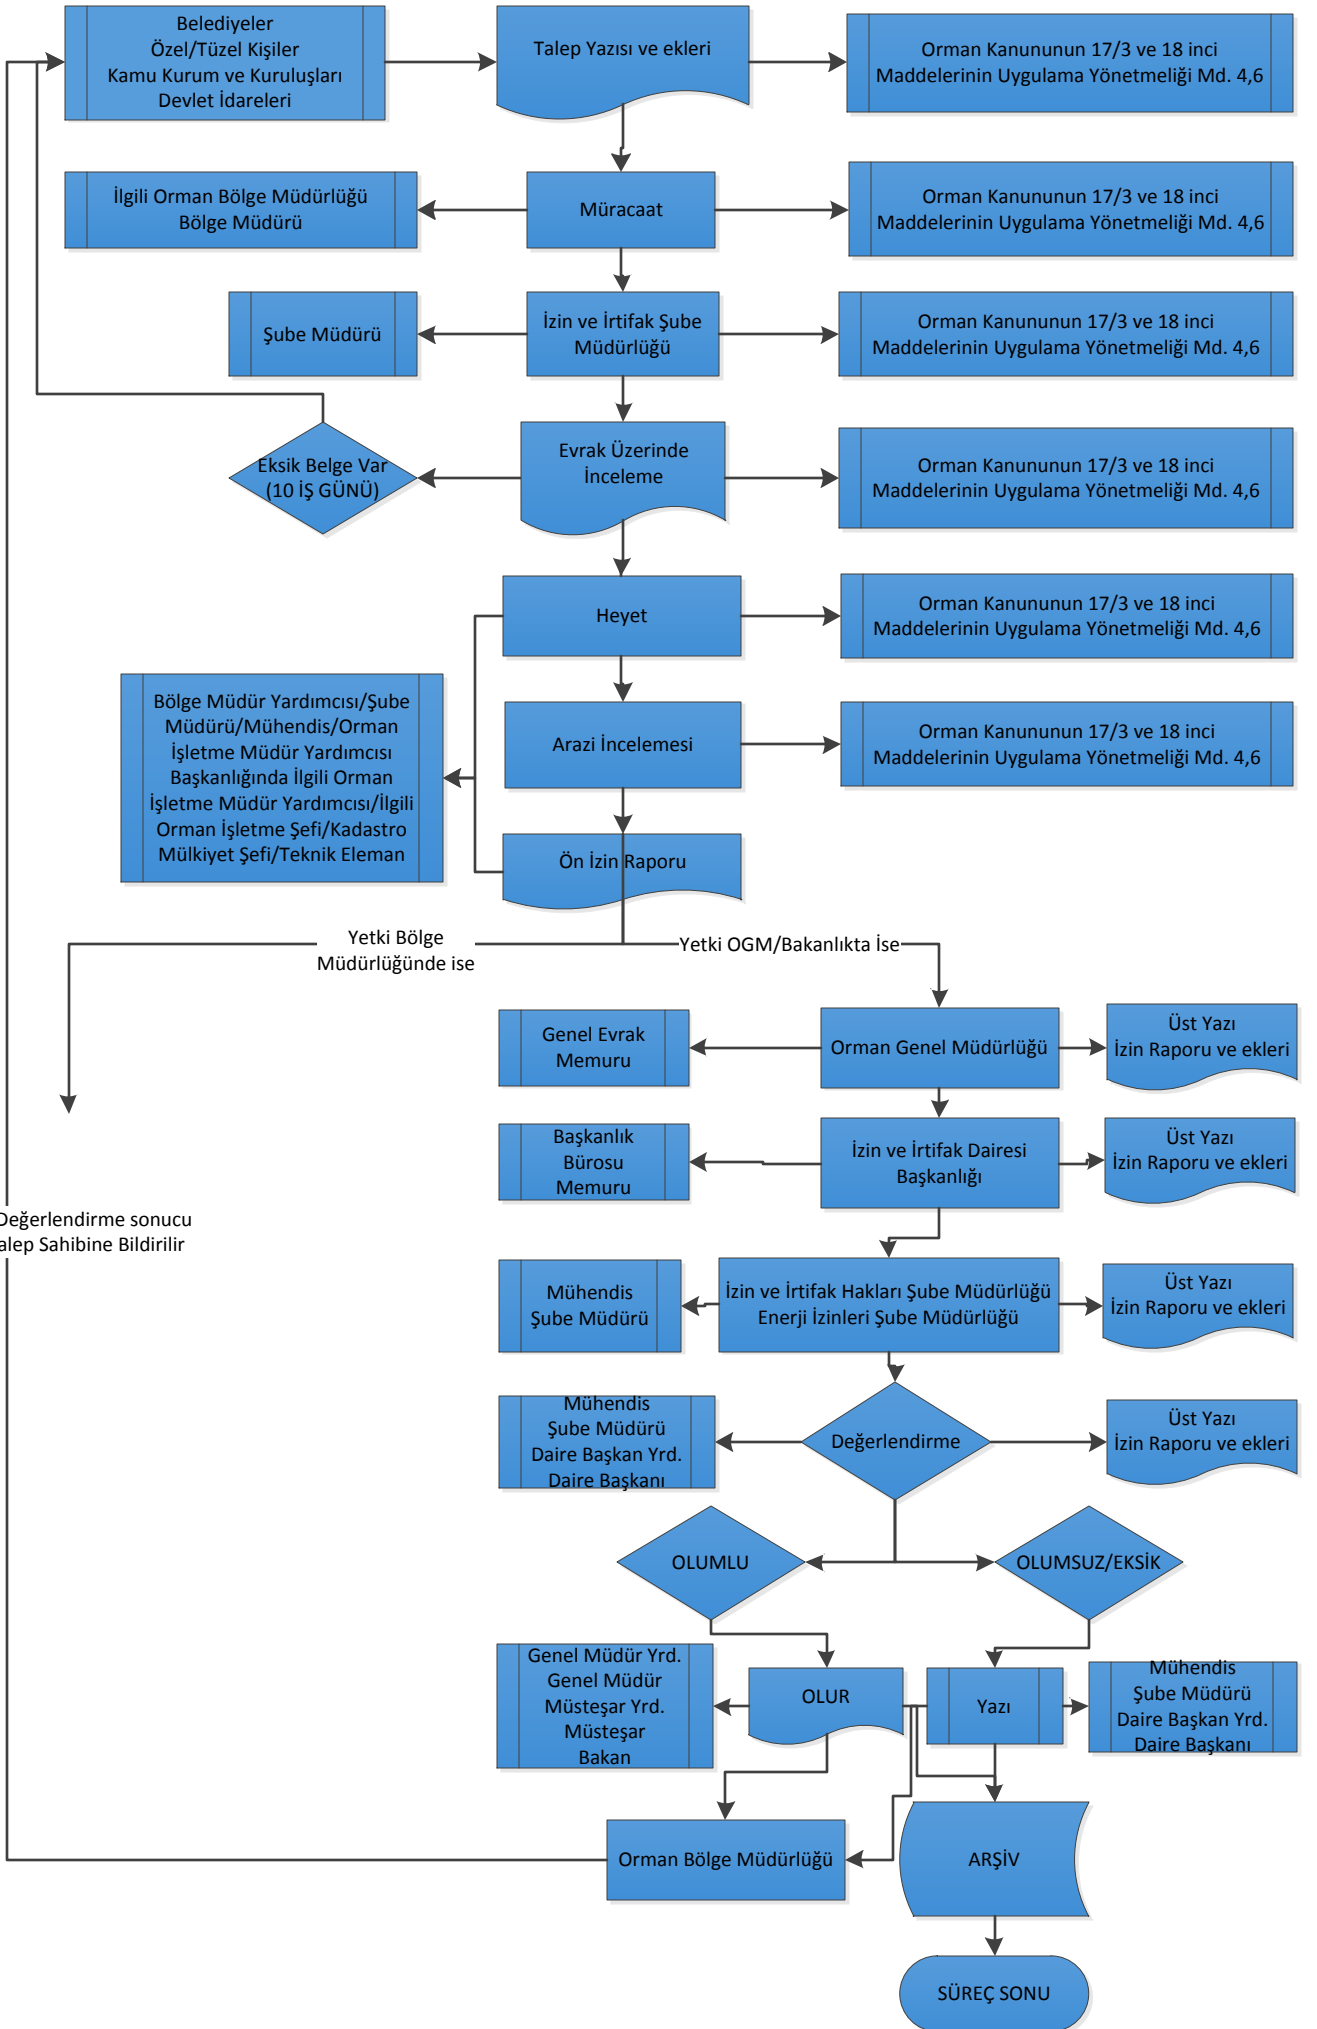 Belediyeler
Özel/Tüzel Kişiler
Kamu Kurum ve Kuruluşları
Devlet İdareleri
Talep Yazısı ve ekleri
Orman Kanununun 17/3 ve 18 inci
Maddelerinin Uygulama Yönetmeliği Md. 4,6
İlgili Orman Bölge Müdürlüğü
Bölge Müdürü
Müracaat
Orman Kanununun 17/3 ve 18 inci
Maddelerinin Uygulama Yönetmeliği Md. 4,6
Şube Müdürü
İzin ve İrtifak Şube
Müdürlüğü
Orman Kanununun 17/3 ve 18 inci
Maddelerinin Uygulama Yönetmeliği Md. 4,6
Eksik Belge Var
(10 İŞ GÜNÜ)
Evrak Üzerinde
İnceleme
Orman Kanununun 17/3 ve 18 inci
Maddelerinin Uygulama Yönetmeliği Md. 4,6
Heyet
Orman Kanununun 17/3 ve 18 inci
Maddelerinin Uygulama Yönetmeliği Md. 4,6
Bölge Müdür Yardımcısı/Şube
Müdürü/Mühendis/Orman
İşletme Müdür Yardımcısı
Başkanlığında İlgili Orman
İşletme Müdür Yardımcısı/İlgili
Orman İşletme Şefi/Kadastro
Mülkiyet Şefi/Teknik Eleman
Arazi İncelemesi
Orman Kanununun 17/3 ve 18 inci
Maddelerinin Uygulama Yönetmeliği Md. 4,6
Ön İzin Raporu
Yetki Bölge
Müdürlüğünde ise
Yetki OGM/Bakanlıkta İse
Genel Evrak
Memuru
Orman Genel Müdürlüğü
Üst Yazı
İzin Raporu ve ekleri
Başkanlık
Bürosu
Memuru
İzin ve İrtifak Dairesi
Başkanlığı
Üst Yazı
İzin Raporu ve ekleri
Değerlendirme sonucu
alep Sahibine Bildirilir
Mühendis
Şube Müdürü
İzin ve İrtifak Hakları Şube Müdürlüğü
Enerji İzinleri Şube Müdürlüğü
Üst Yazı
İzin Raporu ve ekleri
Mühendis
Şube Müdürü
Daire Başkan Yrd.
Daire Başkanı
Değerlendirme
Üst Yazı
İzin Raporu ve ekleri
OLUMLU
OLUMSUZ/EKSİK
Genel Müdür Yrd.
Genel Müdür
Müsteşar Yrd.
Müsteşar
Bakan
OLUR
Yazı
Mühendis
Şube Müdürü
Daire Başkan Yrd.
Daire Başkanı
Orman Bölge Müdürlüğü
ARŞİV
SÜREÇ SONU